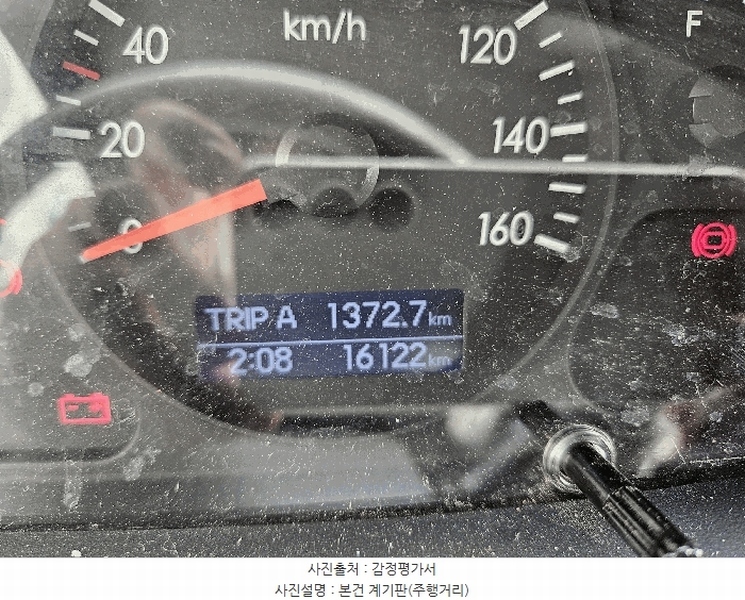 km/h
40
120
F
20
140
0
160
TRIP A 1372.7km
2:08 16122km
사진출처 : 감정평가서
사진설명 : 본건 계기판(주행거리)